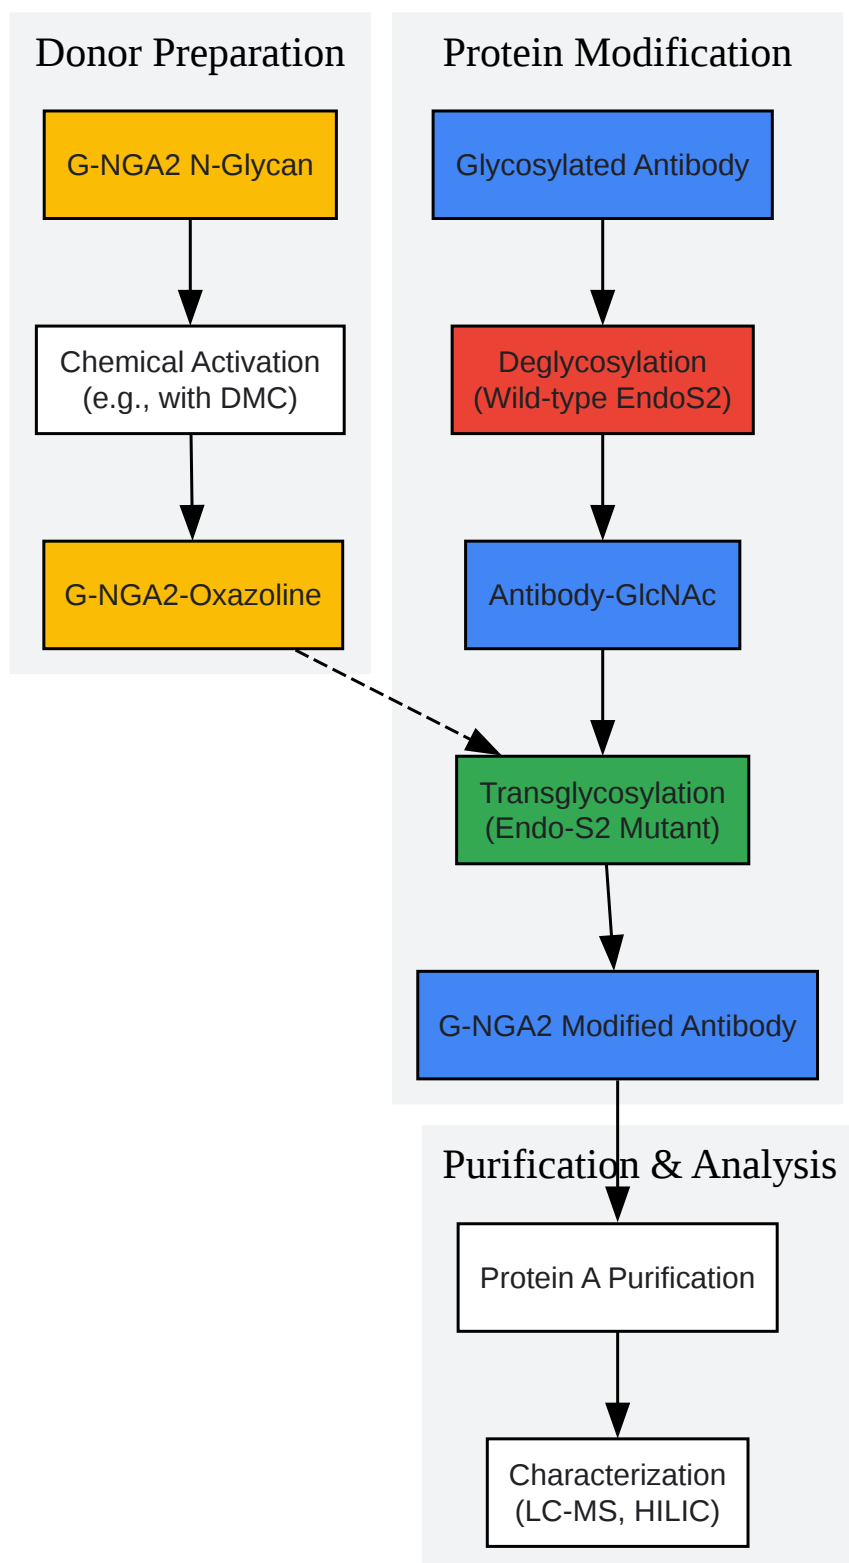 Donor Preparation
G-NGA2 N-Glycan
Chemical Activation
(e.g., with DMC)
G-NGA2-Oxazoline
Protein Modification
Glycosylated Antibody
Deglycosylation
(Wild-type EndoS2)
Antibody-GlcNAc
Transglycosylation
(Endo-S2 Mutant)
G-NGA2 Modified Antibody
Purification & Analysis
Protein A Purification
Characterization
(LC-MS, HILIC)